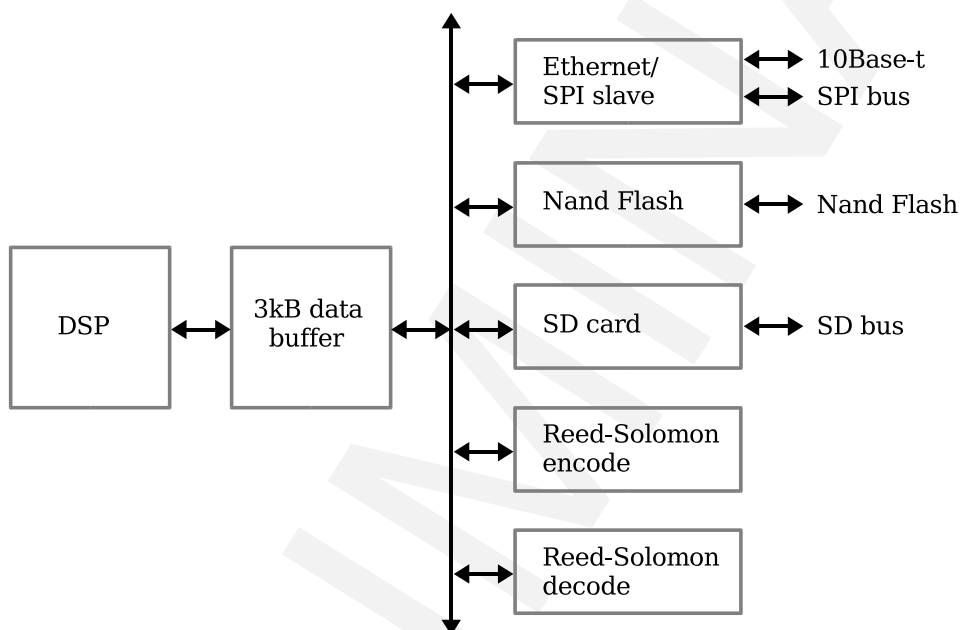 Ethernet/
SPI slave
10Base-t
SPI bus
Nand Flash
Nand Flash
DSP
3kB data
buffer
SD card
SD bus
Reed-Solomon
encode
Reed-Solomon
decode